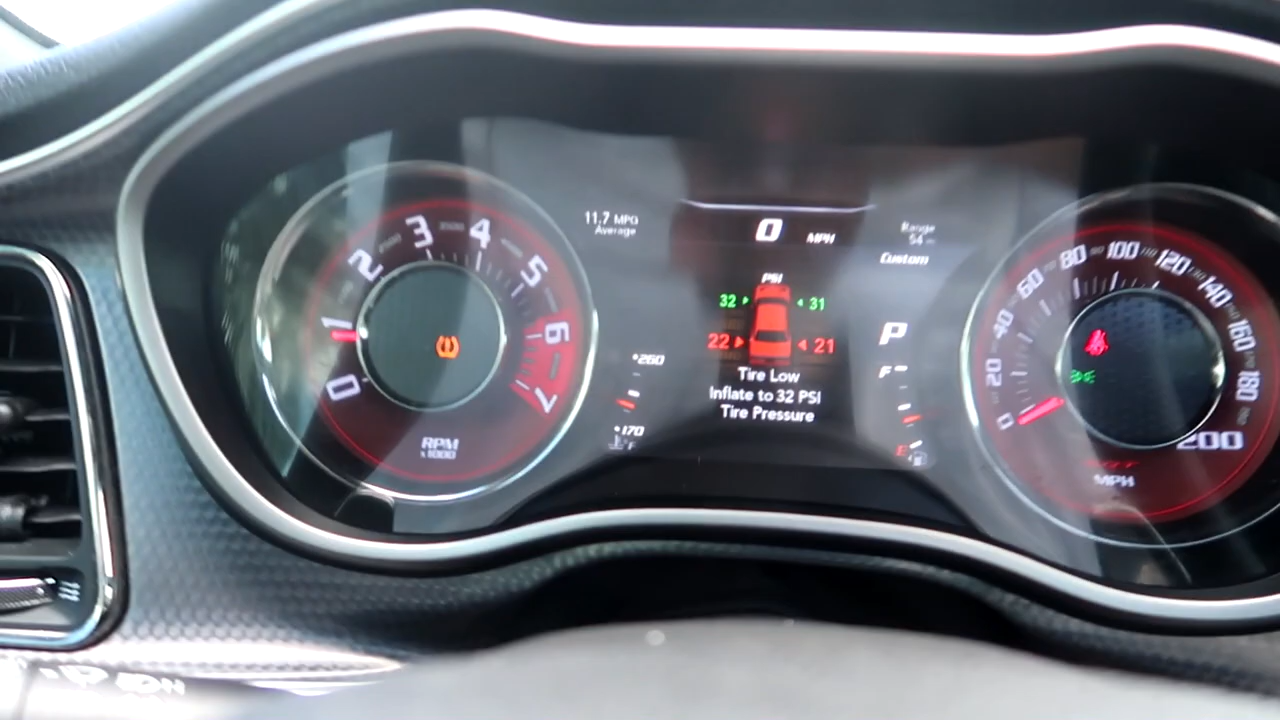 0
1
2
3
4
5
6
7
RPM
x1000
11.7 MPG
Average
0 MPH
Range
54
Custom
PSI
32 31
22 21
Tire Low
Inflate to 32 PSI
Tire Pressure
260
170
°F
P
F
E
0
20
40
60
80
100
120
140
160
180
200
MPH